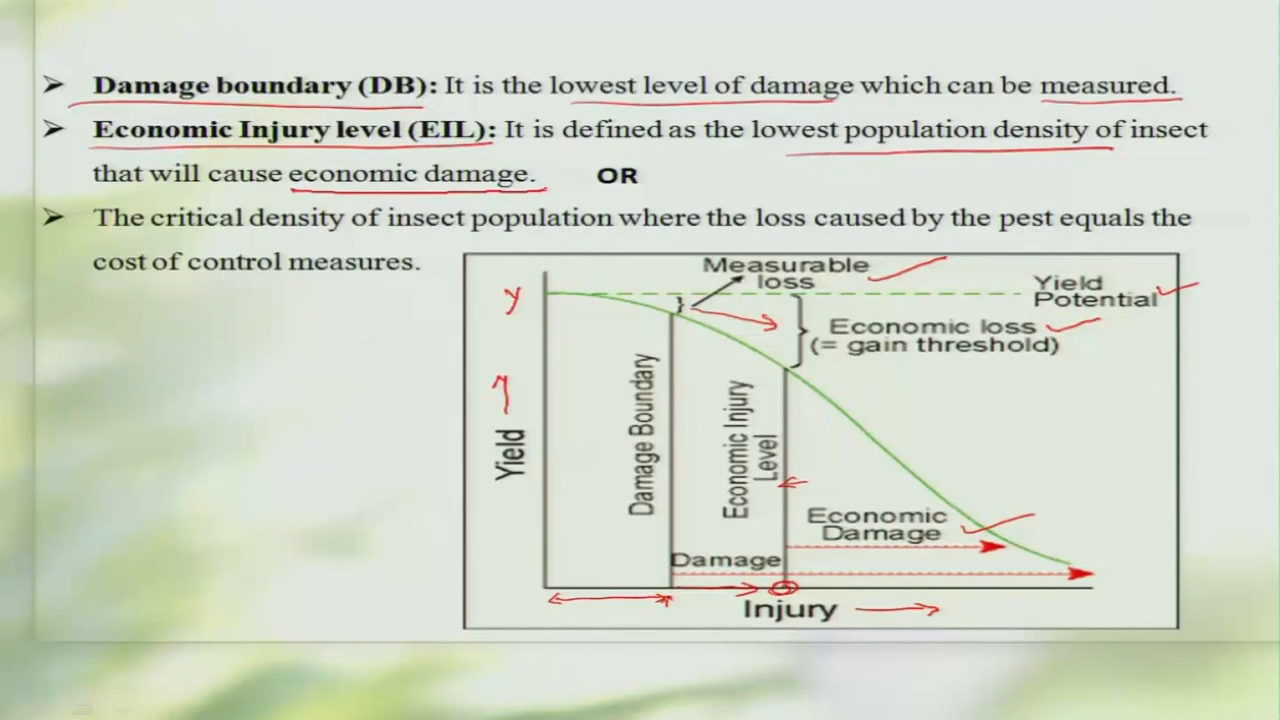 ➢ Damage boundary (DB): It is the lowest level of damage which can be measured.
➢ Economic Injury level (EIL): It is defined as the lowest population density of insect
that will cause economic damage. OR
➢ The critical density of insect population where the loss caused by the pest equals the
cost of control measures.
Measurable
loss
Yield
Potential
y
Economic loss
(= gain threshold)
Yield
Damage Boundary
Economic Injury
Level
Economic
Damage
Damage
Injury